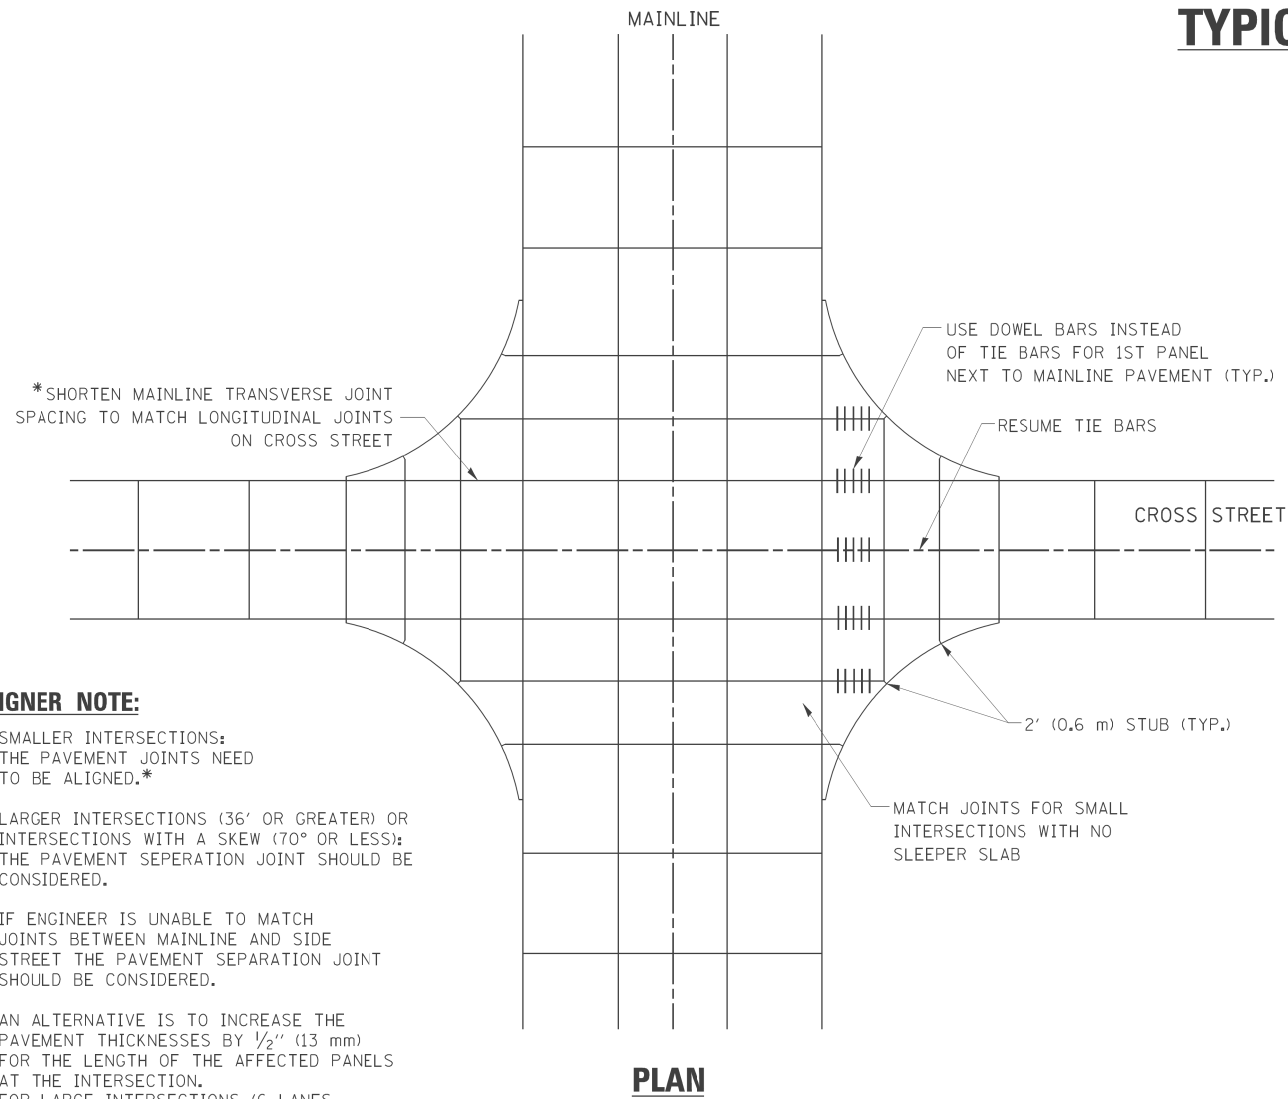 MAINLINE
TYPIC
*SHORTEN MAINLINE TRANSVERSE JOINT
SPACING TO MATCH LONGITUDINAL JOINTS
ON CROSS STREET
USE DOWEL BARS INSTEAD
OF TIE BARS FOR 1ST PANEL
NEXT TO MAINLINE PAVEMENT (TYP.)
RESUME TIE BARS
CROSS STREET
2' (0.6 m) STUB (TYP.)
MATCH JOINTS FOR SMALL
INTERSECTIONS WITH NO
SLEEPER SLAB
IGNER NOTE:
SMALLER INTERSECTIONS:
THE PAVEMENT JOINTS NEED
TO BE ALIGNED.*
LARGER INTERSECTIONS (36' OR GREATER) OR
INTERSECTIONS WITH A SKEW (70° OR LESS):
THE PAVEMENT SEPERATION JOINT SHOULD BE
CONSIDERED.
IF ENGINEER IS UNABLE TO MATCH
JOINTS BETWEEN MAINLINE AND SIDE
STREET THE PAVEMENT SEPARATION JOINT
SHOULD BE CONSIDERED.
AN ALTERNATIVE IS TO INCREASE THE
PAVEMENT THICKNESSES BY 1/2'' (13 mm)
FOR THE LENGTH OF THE AFFECTED PANELS
AT THE INTERSECTION.
FOR LARGE INTERSECTIONS (6 LANES
PLAN